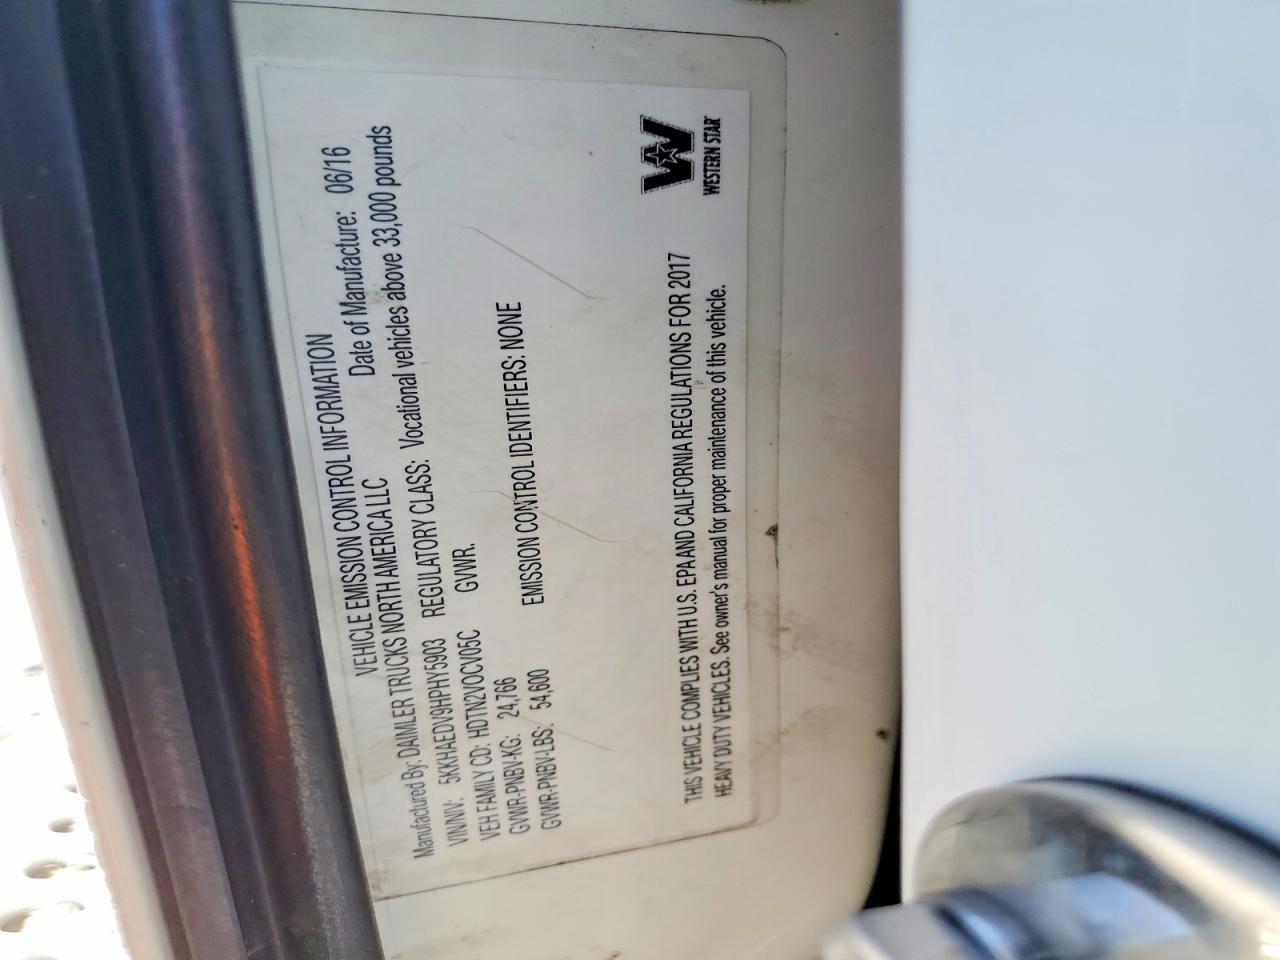 VEHICLE EMISSION CONTROL INFORMATION
Manufactured By: DAIMLER TRUCKS NORTH AMERICA LLC Date of Manufacture: 06/16
VIN/NIV: 5KKHAEDV9HPHY5903 REGULATORY CLASS: Vocational vehicles above 33,000 pounds
VEH FAMILY CD: HDTN2VOCV05C GVWR.
GVWR-PNBV-KG: 24,766
GVWR-PNBV-LBS: 54,600 EMISSION CONTROL IDENTIFIERS: NONE
THIS VEHICLE COMPLIES WITH U.S. EPA AND CALIFORNIA REGULATIONS FOR 2017
HEAVY DUTY VEHICLES. See owner's manual for proper maintenance of this vehicle.
WESTERN STAR